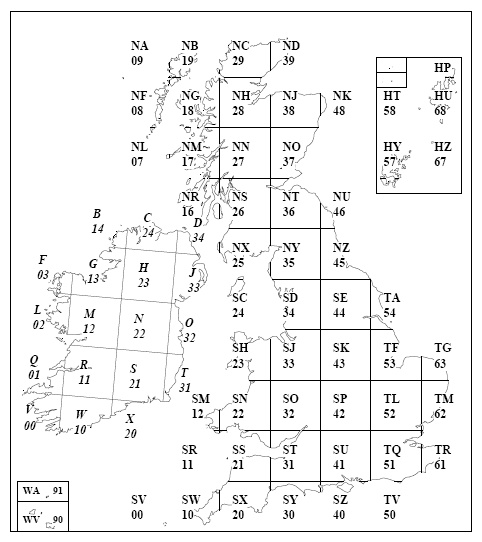 NA NB NC ND
09 19 29 39
HP
NF NG NH NJ NK HT HU
08 18 28 38 48 58 68
NL NM NN NO HY HZ
07 17 27 37 57 67
NR NS NT NU
16 26 36 46
B C D
14 24 34
NX NY NZ
25 35 45
F G H J
03 13 23 33
SC SD SE TA
24 34 44 54
L M N O
02 12 22 32
SH SJ SK TF TG
23 33 43 53 63
Q R S T
01 11 21 31
SM SN SO SP TL TM
12 22 32 42 52 62
V W X
00 10 20
SR SS ST SU TQ TR
11 21 31 41 51 61
WA 91
SV SW SX SY SZ TV
00 10 20 30 40 50
WV 90